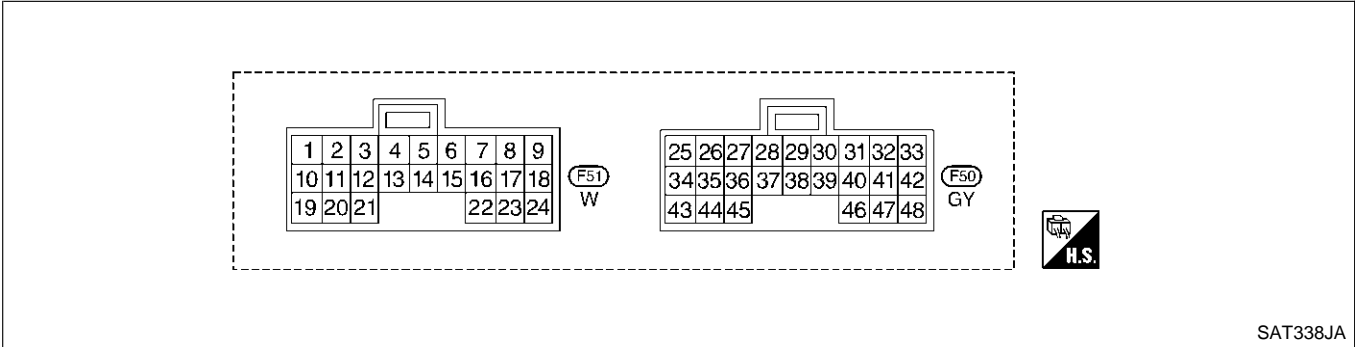 1 2 3 4 5 6 7 8 9
10 11 12 13 14 15 16 17 18
19 20 21 22 23 24
F51
W
25 26 27 28 29 30 31 32 33
34 35 36 37 38 39 40 41 42
43 44 45 46 47 48
F50
GY
H.S.
SAT338JA